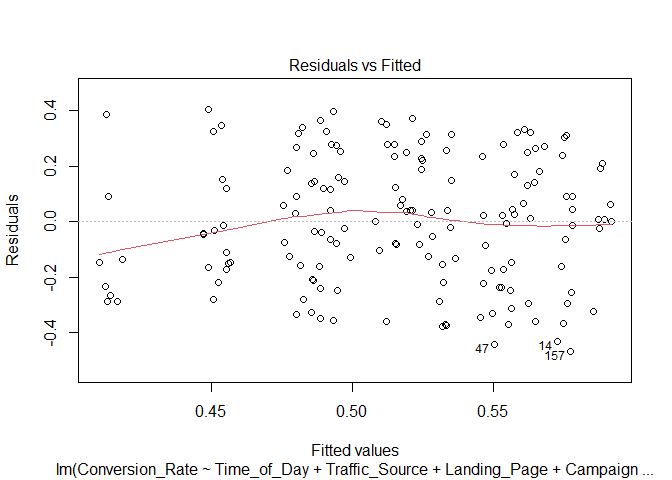 Residuals vs Fitted
Residuals
0.4
0.2
0.0
-0.2
-0.4
47
14
157
0.45 0.50 0.55
Fitted values
lm(Conversion_Rate ~ Time_of_Day + Traffic_Source + Landing_Page + Campaign ...